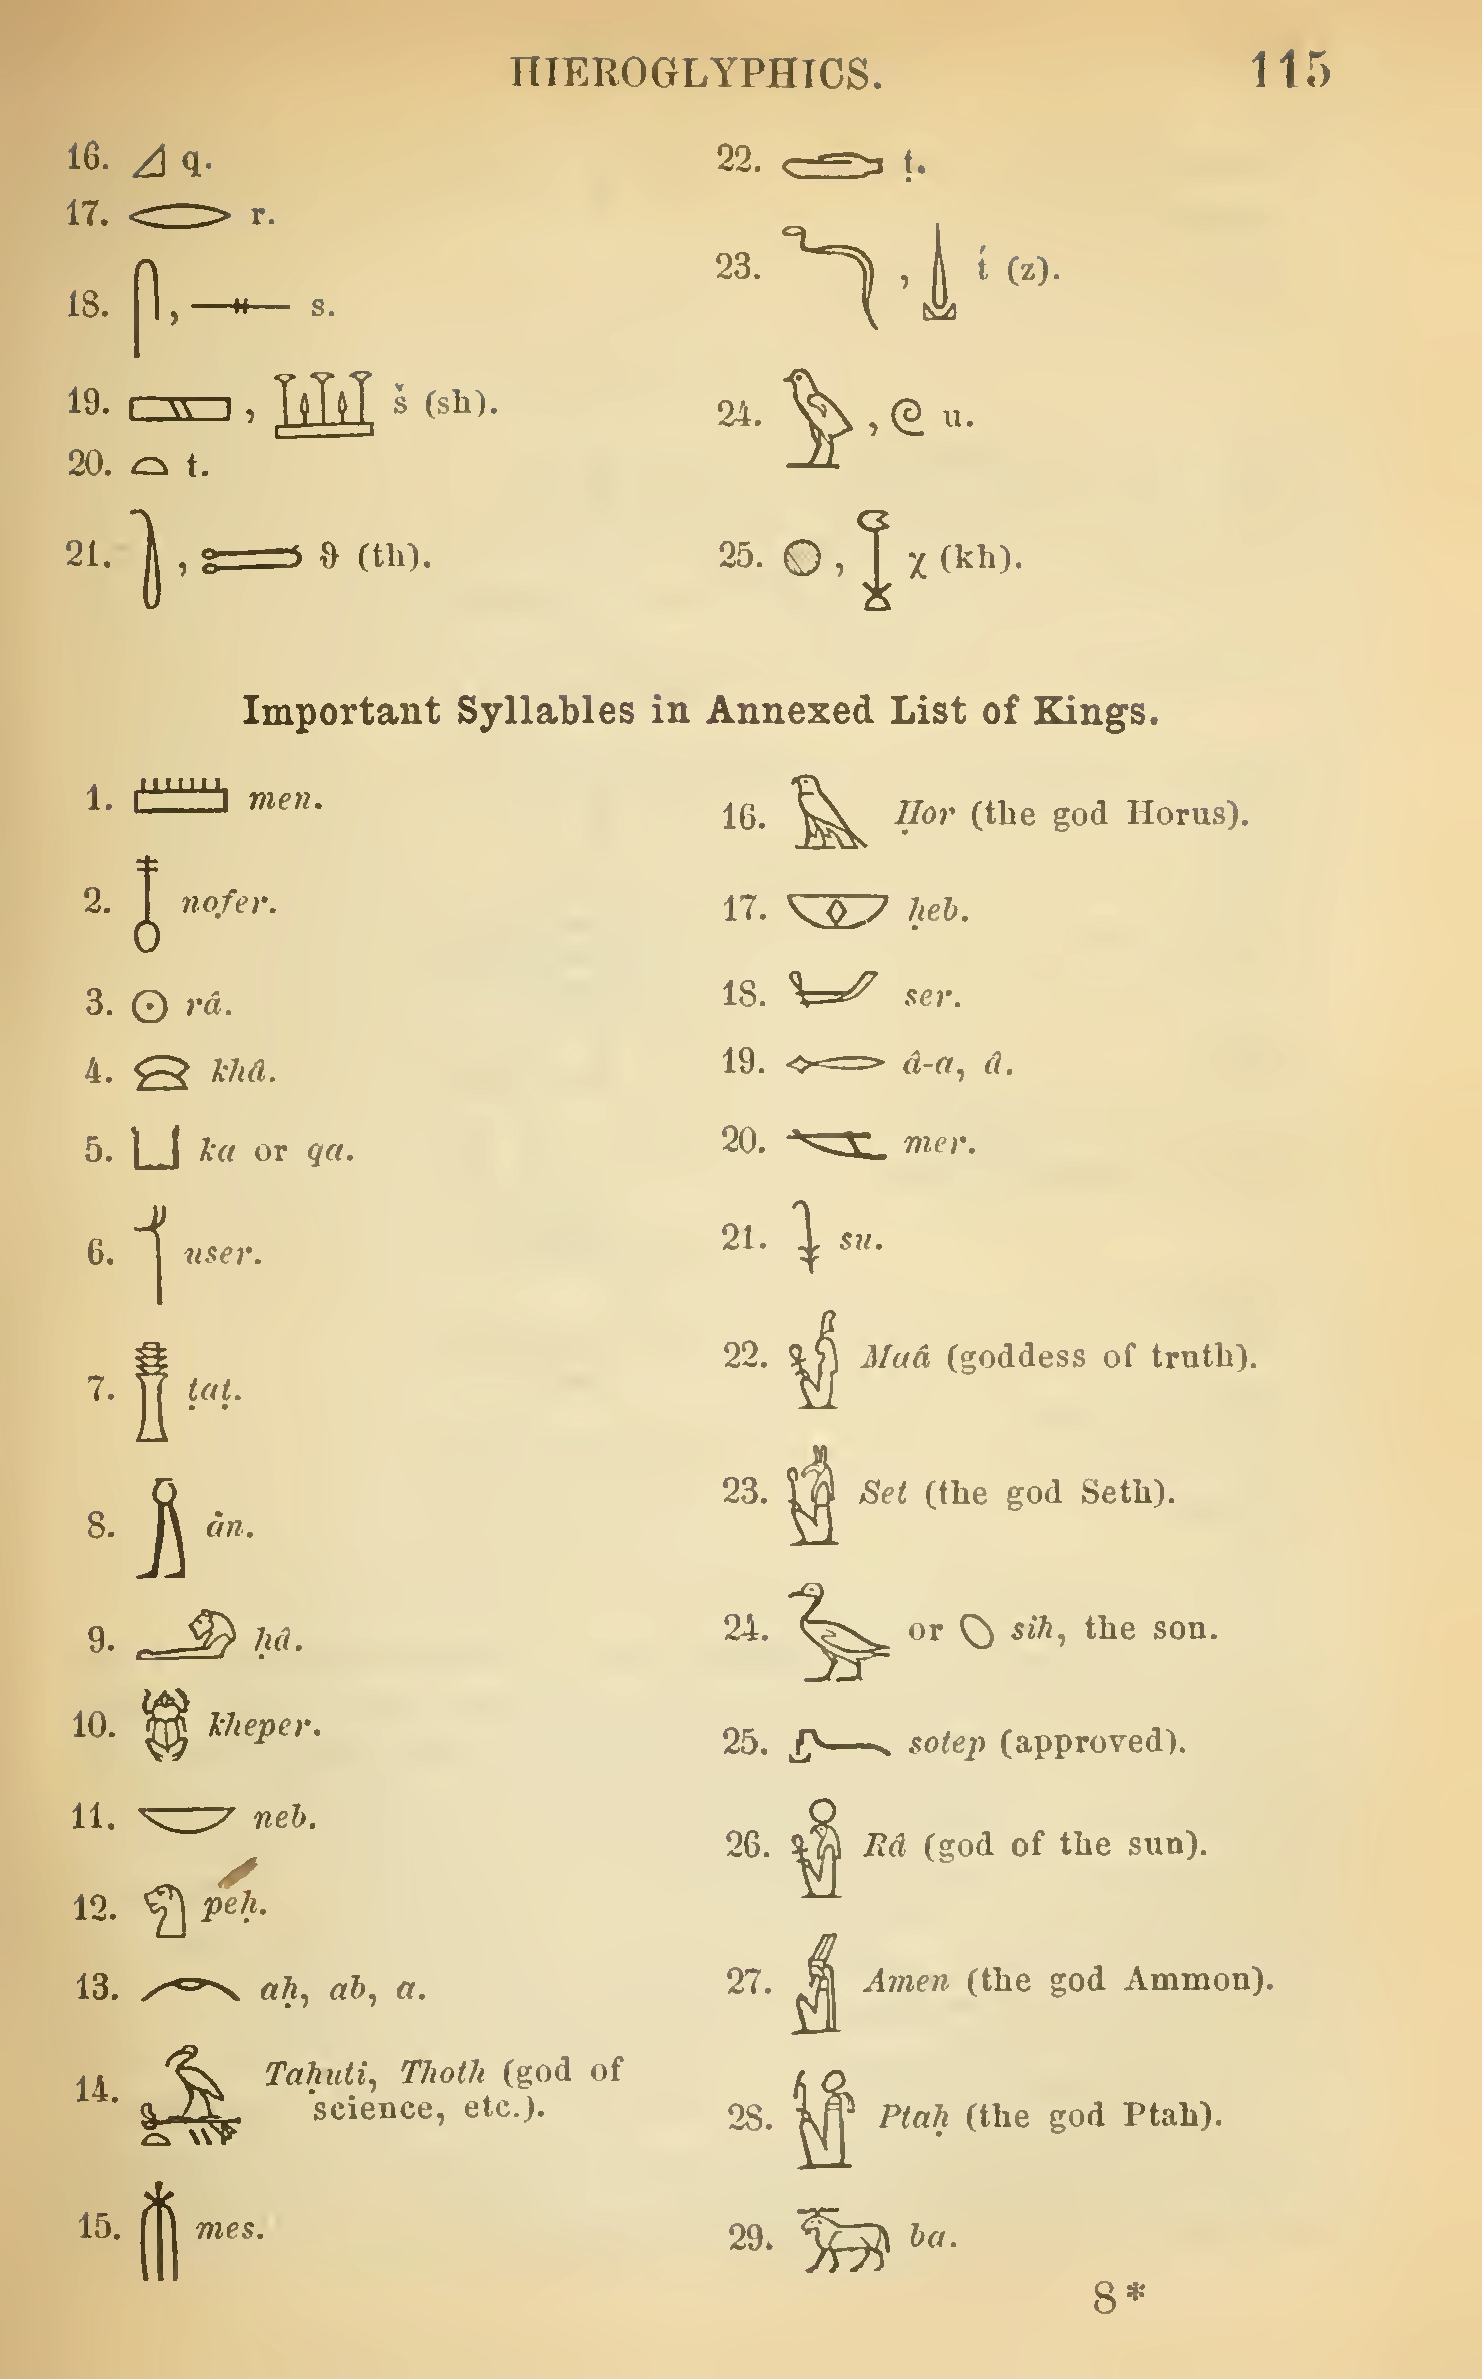 HIEROGLYPHICS. 115
16. q.
17. r.
18. , s.
19. , š (sh).
20. t.
21. , ϑ (th).
22. ṭ.
23. , t́ (z).
24. , u.
25. , χ (kh).
Important Syllables in Annexed List of Kings.
1. men.
2. nofer.
3. râ.
4. khâ.
5. ka or qa.
6. user.
7. ṭaṭ.
8. ȧn.
9. ḥâ.
10. kheper.
11. neb.
12. peḥ.
13. aḥ, ab, a.
14. Taḥuti, Thoth (god of
science, etc.).
15. mes.
16. Ḥor (the god Horus).
17. ḥeb.
18. ser.
19. â-a, â.
20. mer.
21. su.
22. Maâ (goddess of truth).
23. Set (the god Seth).
24. or sih, the son.
25. sotep (approved).
26. Râ (god of the sun).
27. Amen (the god Ammon).
28. Ptaḥ (the god Ptah).
29. ba.
8*